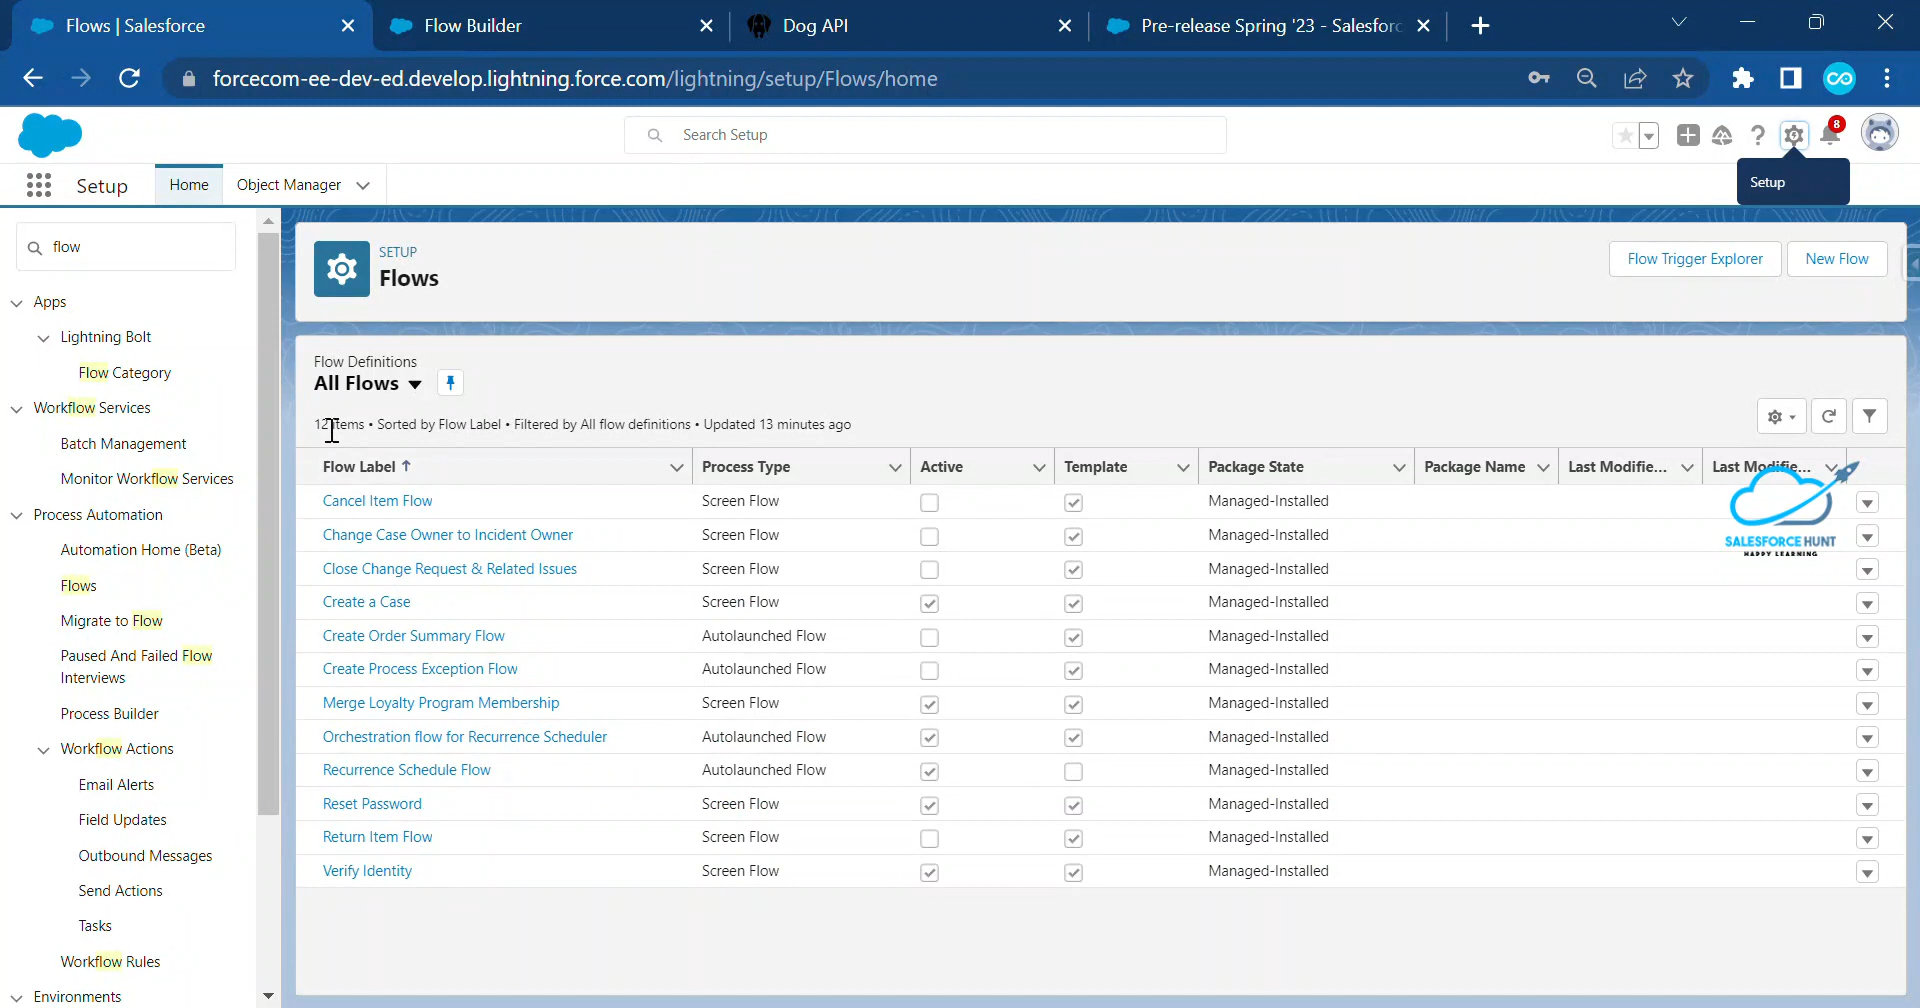 Flows | Salesforce
Flow Builder
Dog API
Pre-release Spring '23 - Salesforc
forcecom-ee-dev-ed.develop.lightning.force.com/lightning/setup/Flows/home
Search Setup
8
Setup
Home
Object Manager
Setup
flow
Apps
Lightning Bolt
Flow Category
Workflow Services
Batch Management
Monitor Workflow Services
Process Automation
Automation Home (Beta)
Flows
Migrate to Flow
Paused And Failed Flow
Interviews
Process Builder
Workflow Actions
Email Alerts
Field Updates
Outbound Messages
Send Actions
Tasks
Workflow Rules
Environments
SETUP
Flows
Flow Trigger Explorer
New Flow
Flow Definitions
All Flows
12 items • Sorted by Flow Label • Filtered by All flow definitions • Updated 13 minutes ago
Flow Label ↑ Process Type Active Template Package State Package Name Last Modifie... Last Modifie...
Cancel Item Flow Screen Flow Managed-Installed
Change Case Owner to Incident Owner Screen Flow Managed-Installed
Close Change Request & Related Issues Screen Flow Managed-Installed
Create a Case Screen Flow Managed-Installed
Create Order Summary Flow Autolaunched Flow Managed-Installed
Create Process Exception Flow Autolaunched Flow Managed-Installed
Merge Loyalty Program Membership Screen Flow Managed-Installed
Orchestration flow for Recurrence Scheduler Autolaunched Flow Managed-Installed
Recurrence Schedule Flow Autolaunched Flow Managed-Installed
Reset Password Screen Flow Managed-Installed
Return Item Flow Screen Flow Managed-Installed
Verify Identity Screen Flow Managed-Installed
SALESFORCE HUNT
HAPPY LEARNING